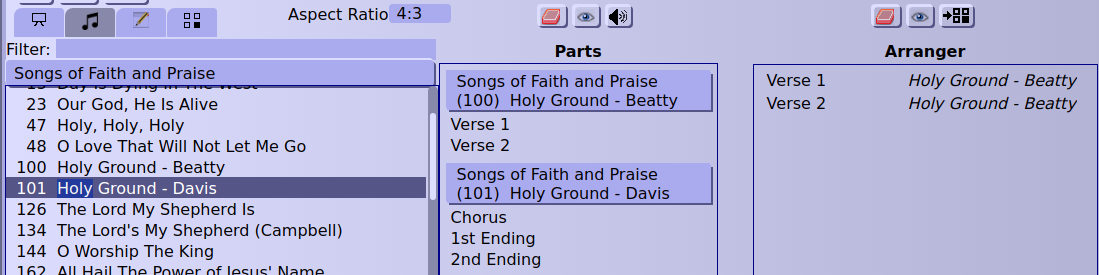 Aspect Ratio 4:3
Filter:
Songs of Faith and Praise
15 Day Is Dying In The West
23 Our God, He Is Alive
47 Holy, Holy, Holy
48 O Love That Will Not Let Me Go
100 Holy Ground - Beatty
101 Holy Ground - Davis
126 The Lord My Shepherd Is
134 The Lord's My Shepherd (Campbell)
144 O Worship The King
162 All Hail The Power of Jesus' Name
Parts
Songs of Faith and Praise
(100) Holy Ground - Beatty
Verse 1
Verse 2
Songs of Faith and Praise
(101) Holy Ground - Davis
Chorus
1st Ending
2nd Ending
Arranger
Verse 1 Holy Ground - Beatty
Verse 2 Holy Ground - Beatty